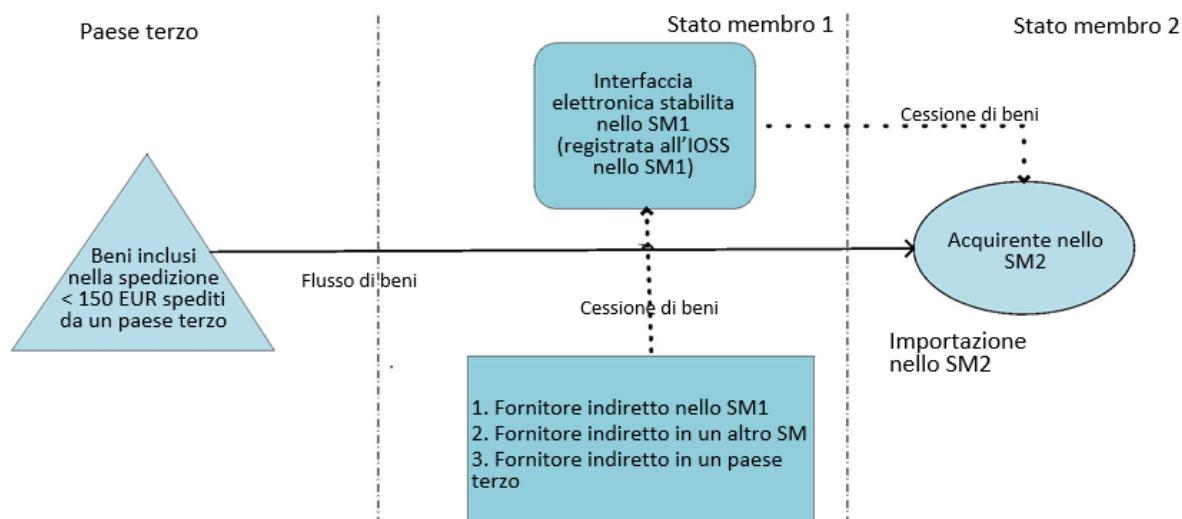 Paese terzo
Stato membro 1
Stato membro 2
Interfaccia
elettronica stabilita
nello SM1
(registrata all'IOSS
nello SM1)
Cessione di beni
Beni inclusi
nella spedizione
< 150 EUR spediti
da un paese terzo
Flusso di beni
Acquirente nello
SM2
Cessione di beni
Importazione
nello SM2
1. Fornitore indiretto nello SM1
2. Fornitore indiretto in un altro SM
3. Fornitore indiretto in un paese
terzo